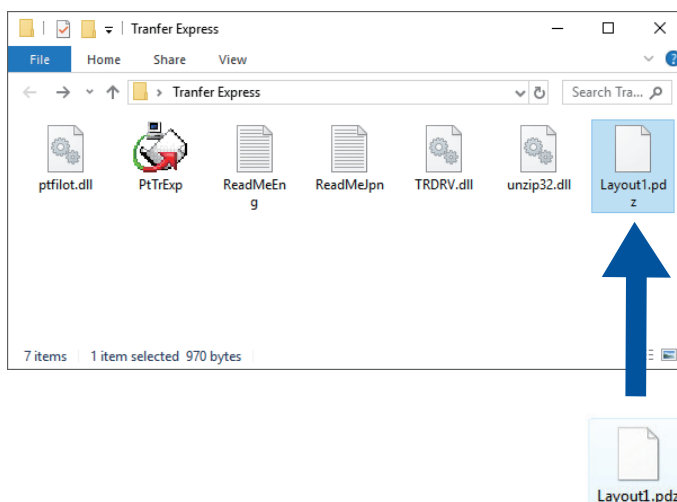 Tranfer Express
File Home Share View
Tranfer Express
Search Tra...
ptfilot.dll
PtTrExp
ReadMeEn
g
ReadMeJpn
TRDRV.dll
unzip32.dll
Layout1.pd
z
7 items 1 item selected 970 bytes
Layout1.pdz